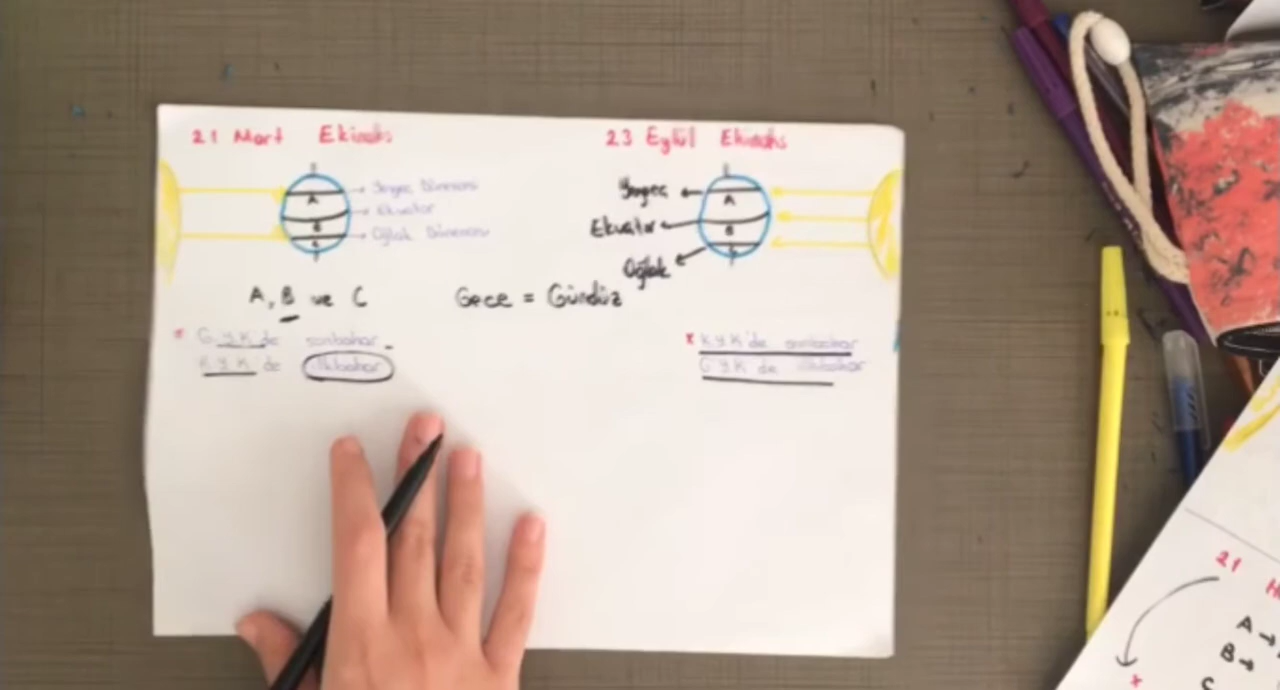 21 Mart Ekinoks
23 Eylül Ekinoks
A
B
C
Yengeç Dönencesi
Ekvator
Oğlak Dönencesi
Yengeç
Ekvator
Oğlak
A
B
C
A, B ve C
Gece = Gündüz
* G.Y.K de sonbahar
K.Y.K de ilkbahar
* K.Y.K'de sonbahar
G.Y.K de ilkbahar
21
A →
B →
C
*